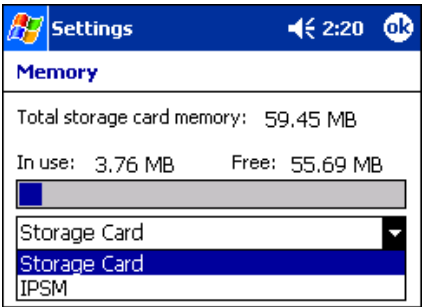 Settings 2:20 ok
Memory
Total storage card memory: 59.45 MB
In use: 3.76 MB Free: 55.69 MB
Storage Card
Storage Card
IPSM